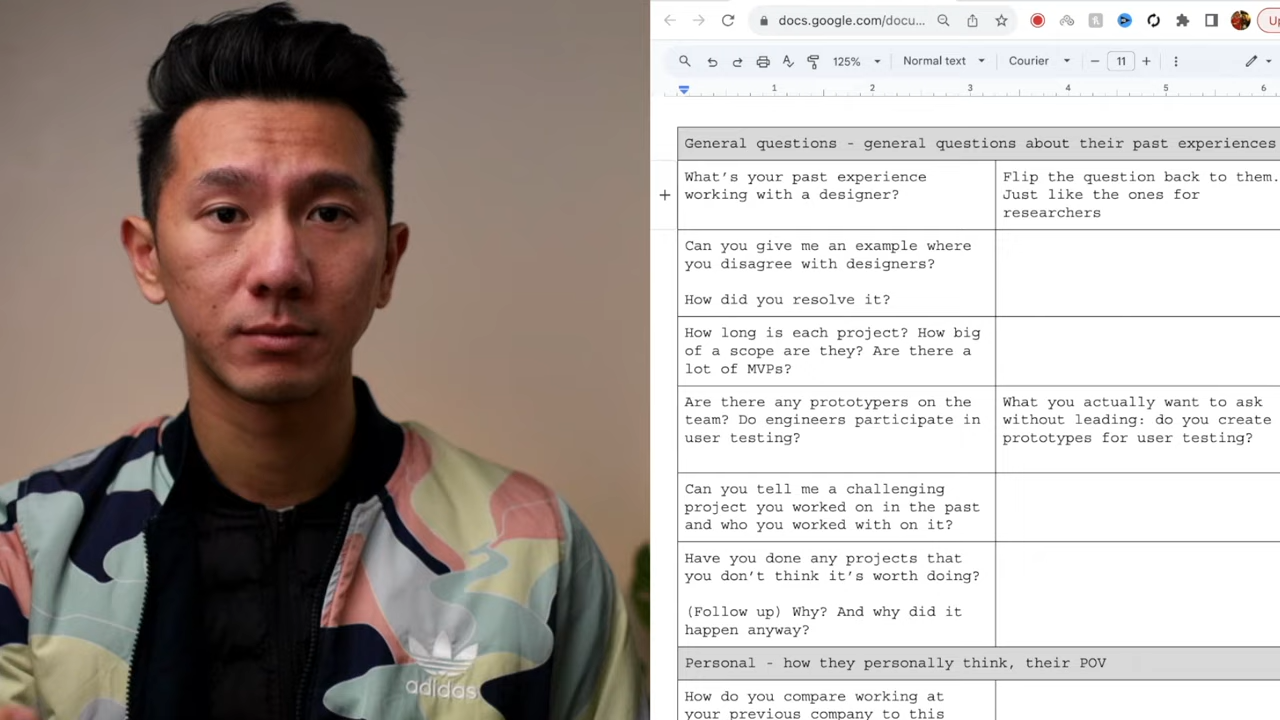 docs.google.com/docu...
Up
125%
Normal text
Courier
11
1 2 3 4 5 6
General questions - general questions about their past experiences
What's your past experience
working with a designer?
Flip the question back to them.
Just like the ones for
researchers
Can you give me an example where
you disagree with designers?
How did you resolve it?
How long is each project? How big
of a scope are they? Are there a
lot of MVPs?
Are there any prototypers on the
team? Do engineers participate in
user testing?
What you actually want to ask
without leading: do you create
prototypes for user testing?
Can you tell me a challenging
project you worked on in the past
and who you worked with on it?
Have you done any projects that
you don't think it's worth doing?
(Follow up) Why? And why did it
happen anyway?
Personal - how they personally think, their POV
How do you compare working at
your previous company to this
adidas